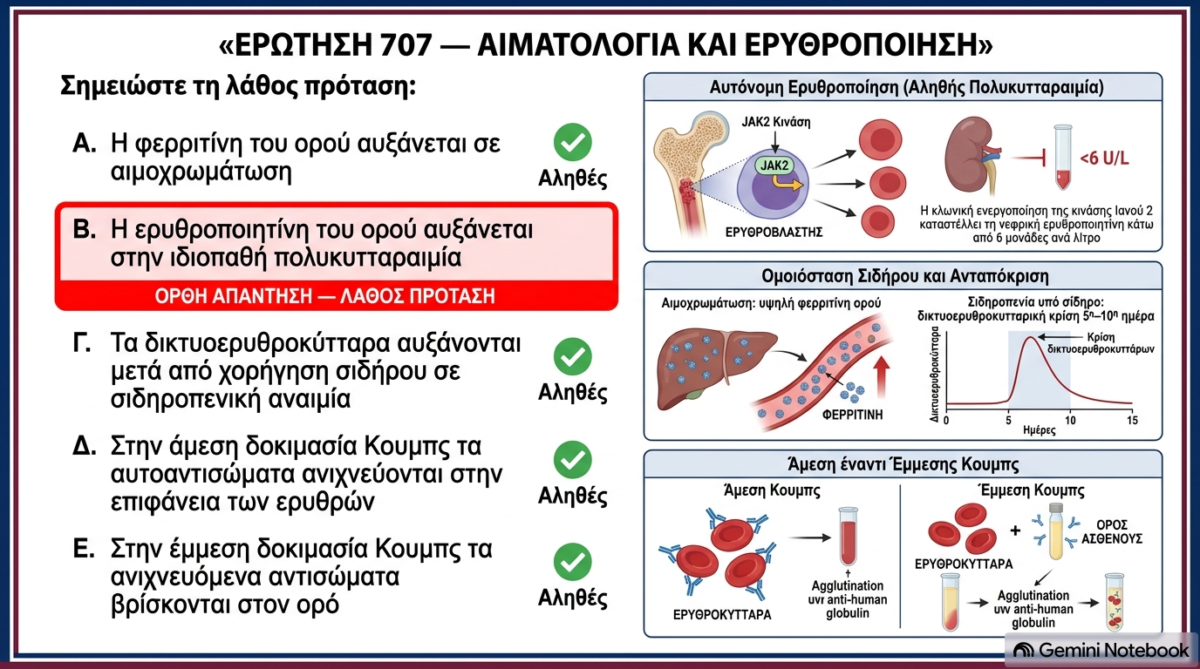 «ΕΡΩΤΗΣΗ 707 — ΑΙΜΑΤΟΛΟΓΙΑ ΚΑΙ ΕΡΥΘΡΟΠΟΙΗΣΗ»
Σημειώστε τη λάθος πρόταση:
Α. Η φερριτίνη του ορού αυξάνεται σε
αιμοχρωμάτωση
Αληθές
Β. Η ερυθροποιητίνη του ορού αυξάνεται
στην ιδιοπαθή πολυκυτταραιμία
ΟΡΘΗ ΑΠΑΝΤΗΣΗ — ΛΑΘΟΣ ΠΡΟΤΑΣΗ
Γ. Τα δικτυοερυθροκύτταρα αυξάνονται
μετά από χορήγηση σιδήρου σε
σιδηροπενική αναιμία
Αληθές
Δ. Στην άμεση δοκιμασία Κουμπς τα
αυτοαντισώματα ανιχνεύονται στην
επιφάνεια των ερυθρών
Αληθές
Ε. Στην έμμεση δοκιμασία Κουμπς τα
ανιχνευόμενα αντισώματα
βρίσκονται στον ορό
Αληθές
Αυτόνομη Ερυθροποίηση (Αληθής Πολυκυτταραιμία)
JAK2 Κινάση
JAK2
ΕΡΥΘΡΟΒΛΑΣΤΗΣ
<6 U/L
Η κλωνική ενεργοποίηση της κινάσης Ιανού 2
καταστέλλει τη νεφρική ερυθροποιητίνη κάτω
από 6 μονάδες ανά λίτρο
Ομοιόσταση Σιδήρου και Ανταπόκριση
Αιμοχρωμάτωση: υψηλή φερριτίνη ορού
ΦΕΡΡΙΤΙΝΗ
Σιδηροπενία υπό σίδηρο:
δικτυοερυθροκυτταρική κρίση 5η–10η ημέρα
Δικτυοερυθροκύτταρα
Κρίση
δικτυοερυθροκυττάρων
0 5 10 15
Ημέρες
Άμεση έναντι Έμμεσης Κουμπς
Άμεση Κουμπς
ΕΡΥΘΡΟΚΥΤΤΑΡΑ
Agglutination
uvr anti-human
globulin
Έμμεση Κουμπς
+
ΕΡΥΘΡΟΚΥΤΤΑΡΑ
ΟΡΟΣ
ΑΣΘΕΝΟΥΣ
Agglutination
uw anti-human
globulin
Gemini Notebook